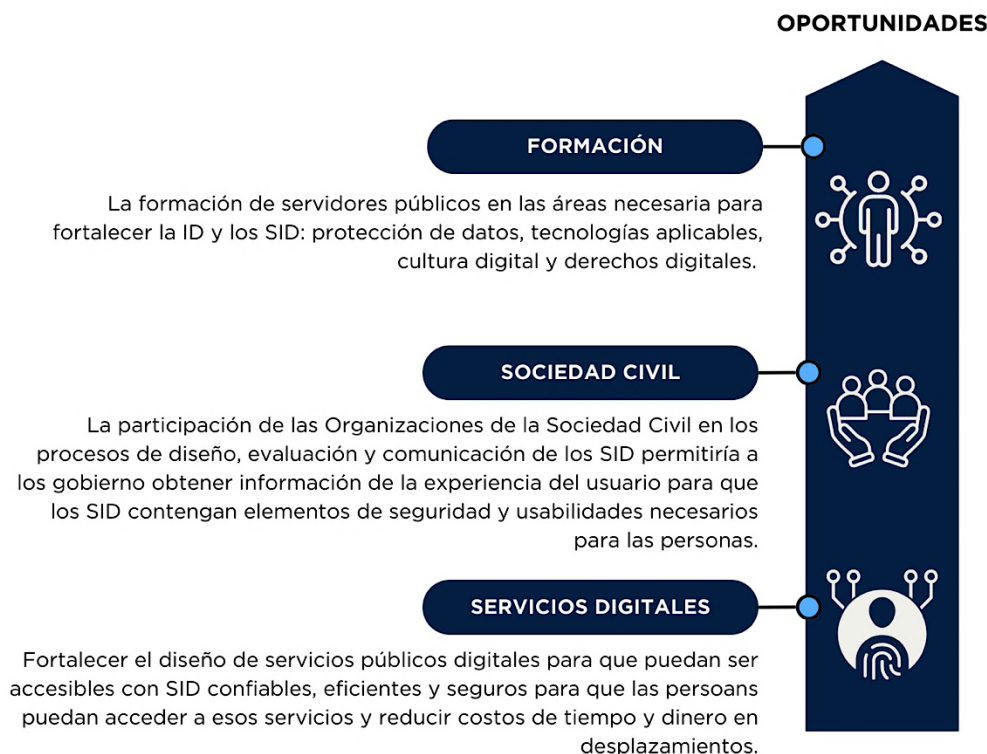 OPORTUNIDADES
FORMACIÓN
La formación de servidores públicos en las áreas necesaria para
fortalecer la ID y los SID: protección de datos, tecnologías aplicables,
cultura digital y derechos digitales.
SOCIEDAD CIVIL
La participación de las Organizaciones de la Sociedad Civil en los
procesos de diseño, evaluación y comunicación de los SID permitiría a
los gobierno obtener información de la experiencia del usuario para que
los SID contengan elementos de seguridad y usabilidades necesarios
para las personas.
SERVICIOS DIGITALES
Fortalecer el diseño de servicios públicos digitales para que puedan ser
accesibles con SID confiables, eficientes y seguros para que las persoans
puedan acceder a esos servicios y reducir costos de tiempo y dinero en
desplazamientos.